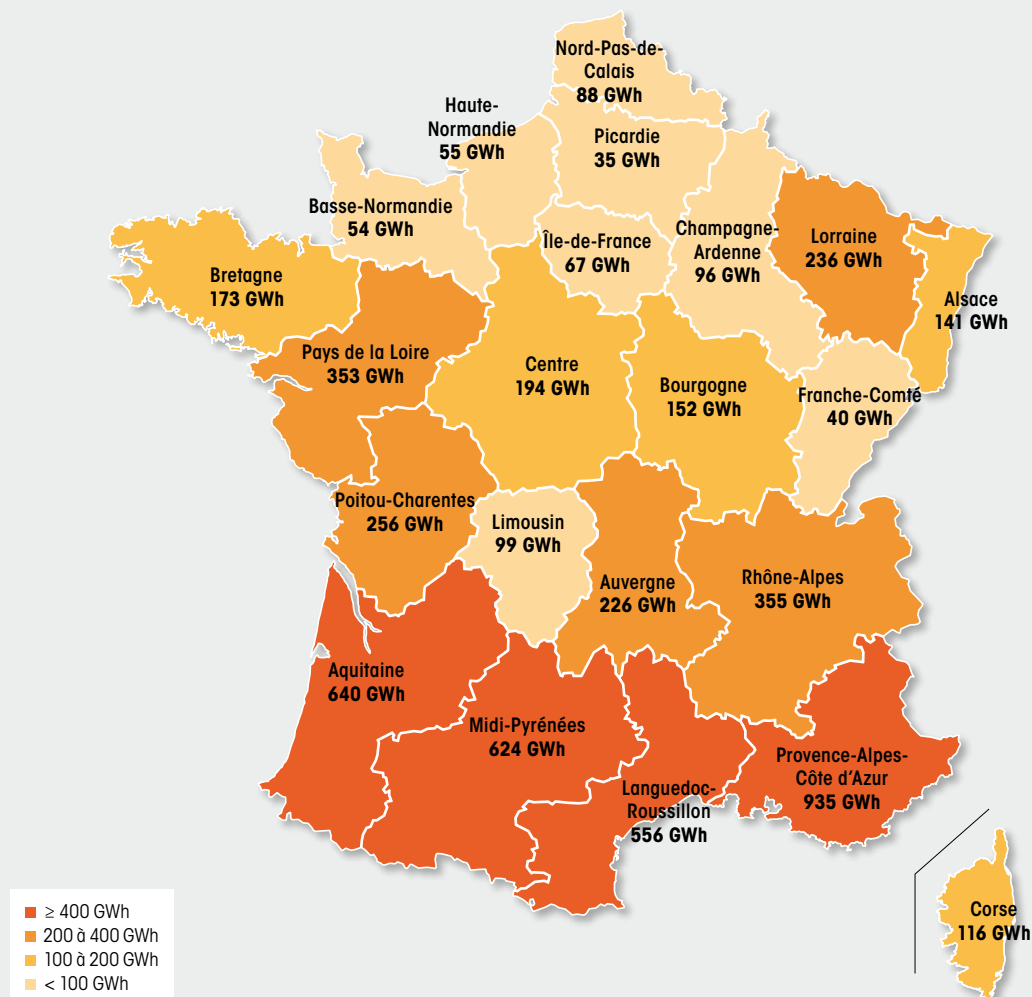 Nord-Pas-de-
Calais
88 GWh
Haute-
Normandie
55 GWh
Picardie
35 GWh
Basse-Normandie
54 GWh
Île-de-France
67 GWh
Champagne-
Ardenne
96 GWh
Lorraine
236 GWh
Bretagne
173 GWh
Alsace
141 GWh
Pays de la Loire
353 GWh
Centre
194 GWh
Bourgogne
152 GWh
Franche-Comté
40 GWh
Poitou-Charentes
256 GWh
Limousin
99 GWh
Auvergne
226 GWh
Rhône-Alpes
355 GWh
Aquitaine
640 GWh
Midi-Pyrénées
624 GWh
Provence-Alpes-
Côte d'Azur
935 GWh
Languedoc-
Roussillon
556 GWh
Corse
116 GWh
≥ 400 GWh
200 à 400 GWh
100 à 200 GWh
< 100 GWh